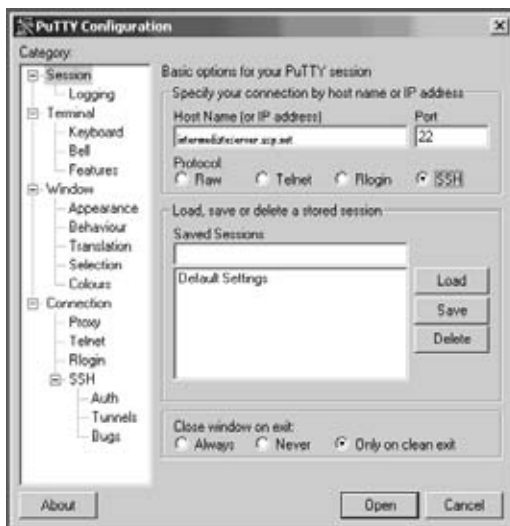 PuTTY Configuration
Category:
Session
Logging
Terminal
Keyboard
Bell
Features
Window
Appearance
Behaviour
Translation
Selection
Colours
Connection
Proxy
Telnet
Rlogin
SSH
Auth
Tunnels
Bugs
Basic options for your PuTTY session
Specify your connection by host name or IP address
Host Name (or IP address) Port
intermediateserver.scp.net 22
Protocol
Raw Telnet Rlogin SSH
Load, save or delete a stored session
Saved Sessions
Default Settings
Load
Save
Delete
Close window on exit:
Always Never Only on clean exit
About Open Cancel